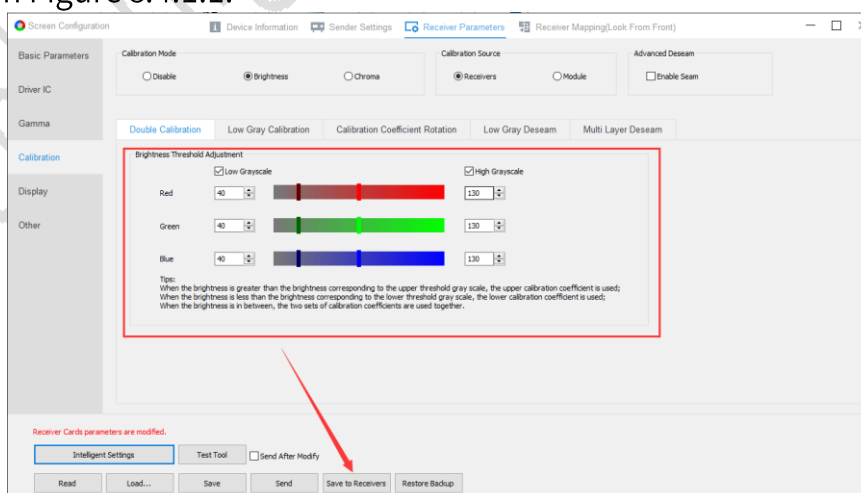 Screen Configuration
Device Information
Sender Settings
Receiver Parameters
Receiver Mapping(Look From Front)
Basic Parameters
Driver IC
Gamma
Calibration
Display
Other
Calibration Mode
Disable
Brightness
Chroma
Calibration Source
Receivers
Module
Advanced Deseam
Enable Seam
Double Calibration
Low Gray Calibration
Calibration Coefficient Rotation
Low Gray Deseam
Multi Layer Deseam
Brightness Threshold Adjustment
Low Grayscale
High Grayscale
Red 40 130
Green 40 130
Blue 40 130
Tips:
When the brightness is greater than the brightness corresponding to the upper threshold gray scale, the upper calibration coefficient is used;
When the brightness is less than the brightness corresponding to the lower threshold gray scale, the lower calibration coefficient is used;
When the brightness is in between, the two sets of calibration coefficients are used together.
Receiver Cards parameters are modified.
Intelligent Settings
Test Tool
Send After Modify
Read
Load...
Save
Send
Save to Receivers
Restore Backup